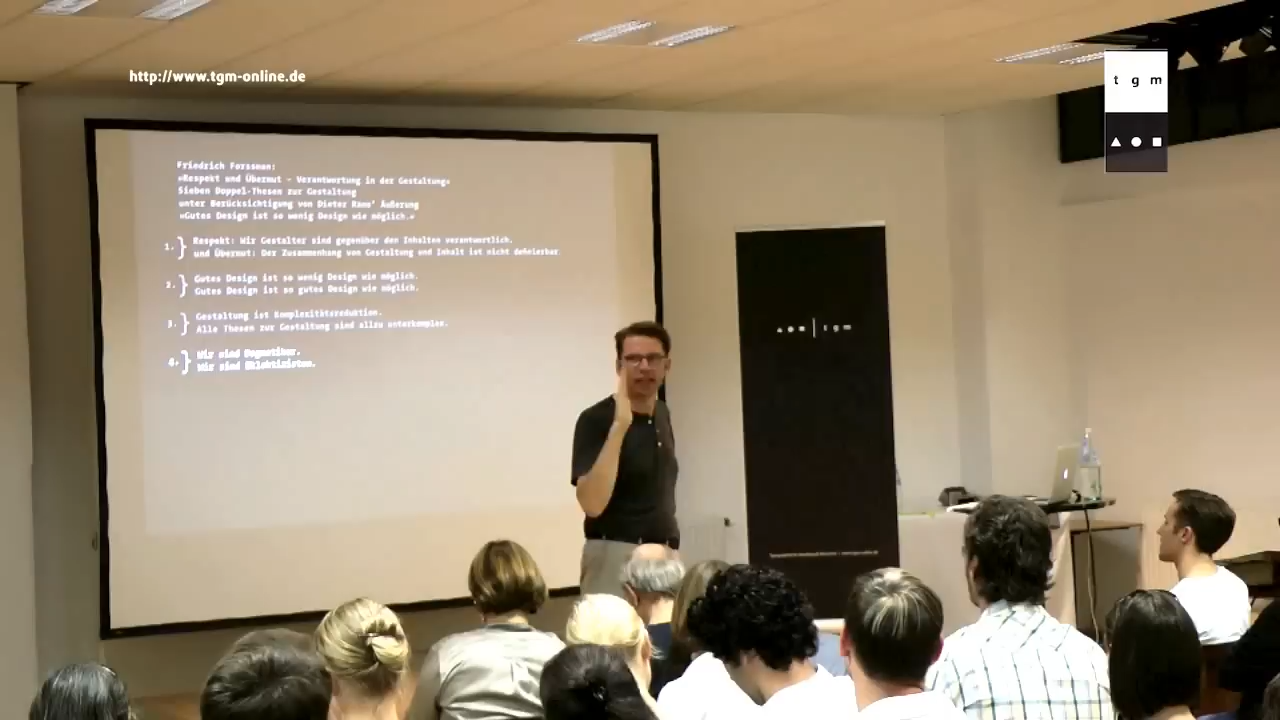 http://www.tgm-online.de
t g m
Friedrich Forssman:
»Respekt und Übermut – Verantwortung in der Gestaltung«
Sieben Doppel-Thesen zur Gestaltung
unter Berücksichtigung von Dieter Rams' Äußerung
»Gutes Design ist so wenig Design wie möglich.«
1. Respekt: Wir Gestalter sind gegenüber den Inhalten verantwortlich.
und Übermut: Der Zusammenhang von Gestaltung und Inhalt ist nicht definierbar.
2. Gutes Design ist so wenig Design wie möglich.
Gutes Design ist so gutes Design wie möglich.
3. Gestaltung ist Komplexitätsreduktion.
Alle Thesen zur Gestaltung sind allzu unterkomplex.
4. Wir sind Dogmatiker.
Wir sind Eklektizisten.
t g m